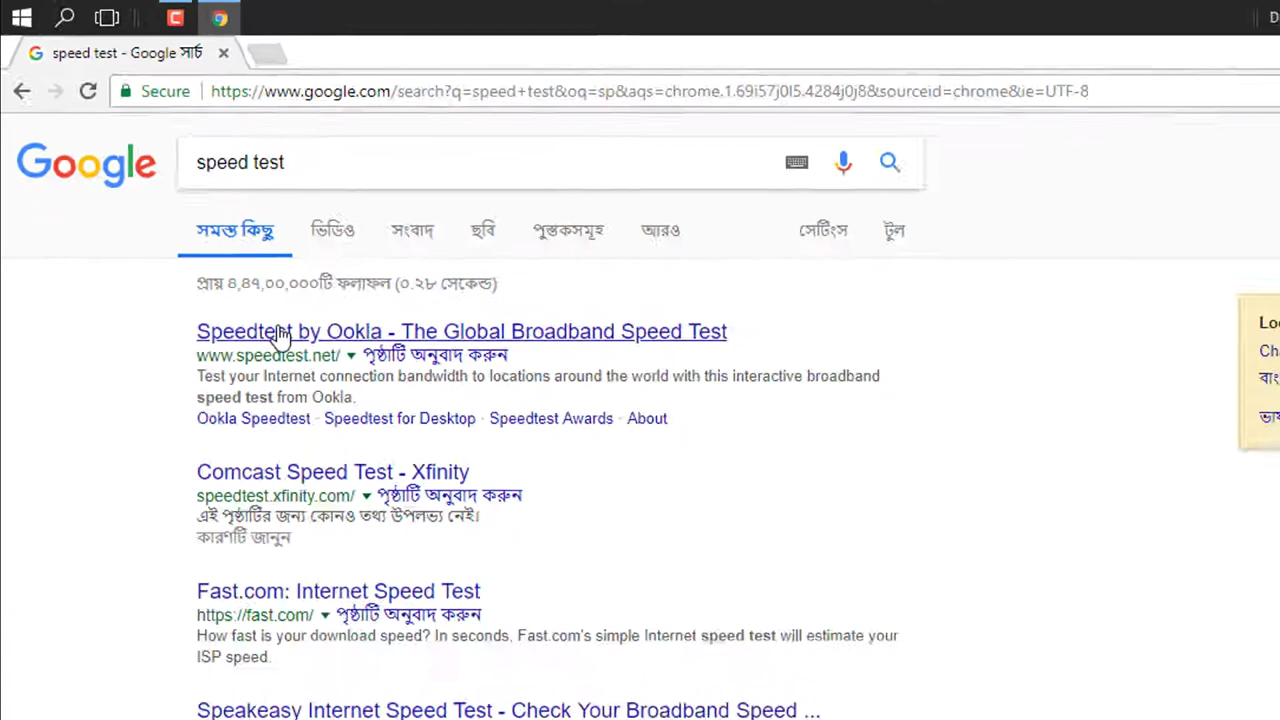 speed test - Google সার্চ
Secure https://www.google.com/search?q=speed+test&oq=sp&aqs=chrome.1.69i57j0l5.4284j0j8&sourceid=chrome&ie=UTF-8
Google speed test
সমস্ত কিছু ভিডিও সংবাদ ছবি পুস্তকসমূহ আরও সেটিংস টুল
প্রায় ৪,৪৭,০০,০০০টি ফলাফল (০.২৮ সেকেন্ড)
Speedtest by Ookla - The Global Broadband Speed Test
www.speedtest.net/ পৃষ্ঠাটি অনুবাদ করুন
Test your Internet connection bandwidth to locations around the world with this interactive broadband
speed test from Ookla.
Ookla Speedtest · Speedtest for Desktop · Speedtest Awards · About
Comcast Speed Test - Xfinity
speedtest.xfinity.com/ পৃষ্ঠাটি অনুবাদ করুন
এই পৃষ্ঠাটির জন্য কোনও তথ্য উপলভ্য নেই।
কারণটি জানুন
Fast.com: Internet Speed Test
https://fast.com/ পৃষ্ঠাটি অনুবাদ করুন
How fast is your download speed? In seconds, Fast.com's simple Internet speed test will estimate your
ISP speed.
Speakeasy Internet Speed Test - Check Your Broadband Speed ...